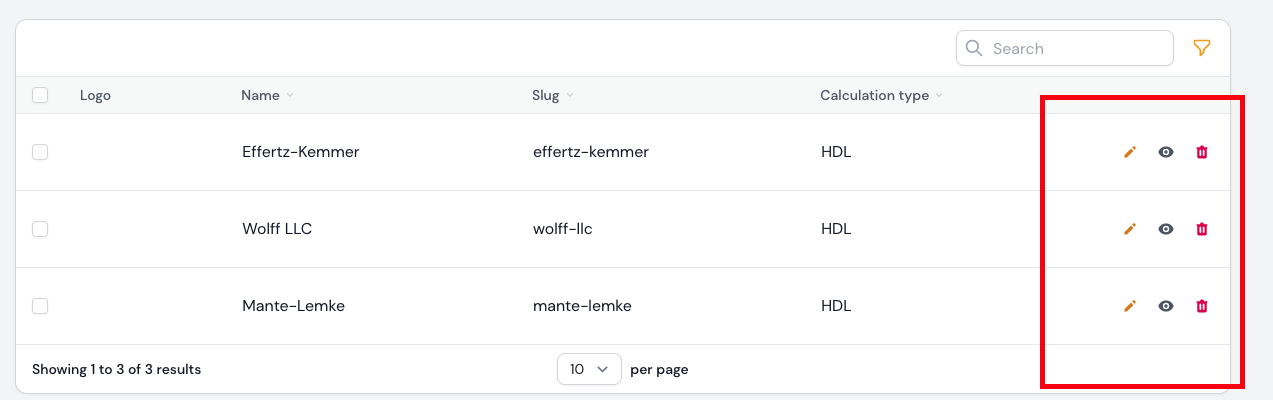 Search
Logo Name Slug Calculation type
Effertz-Kemmer effertz-kemmer HDL
Wolff LLC wolff-llc HDL
Mante-Lemke mante-lemke HDL
Showing 1 to 3 of 3 results 10 per page